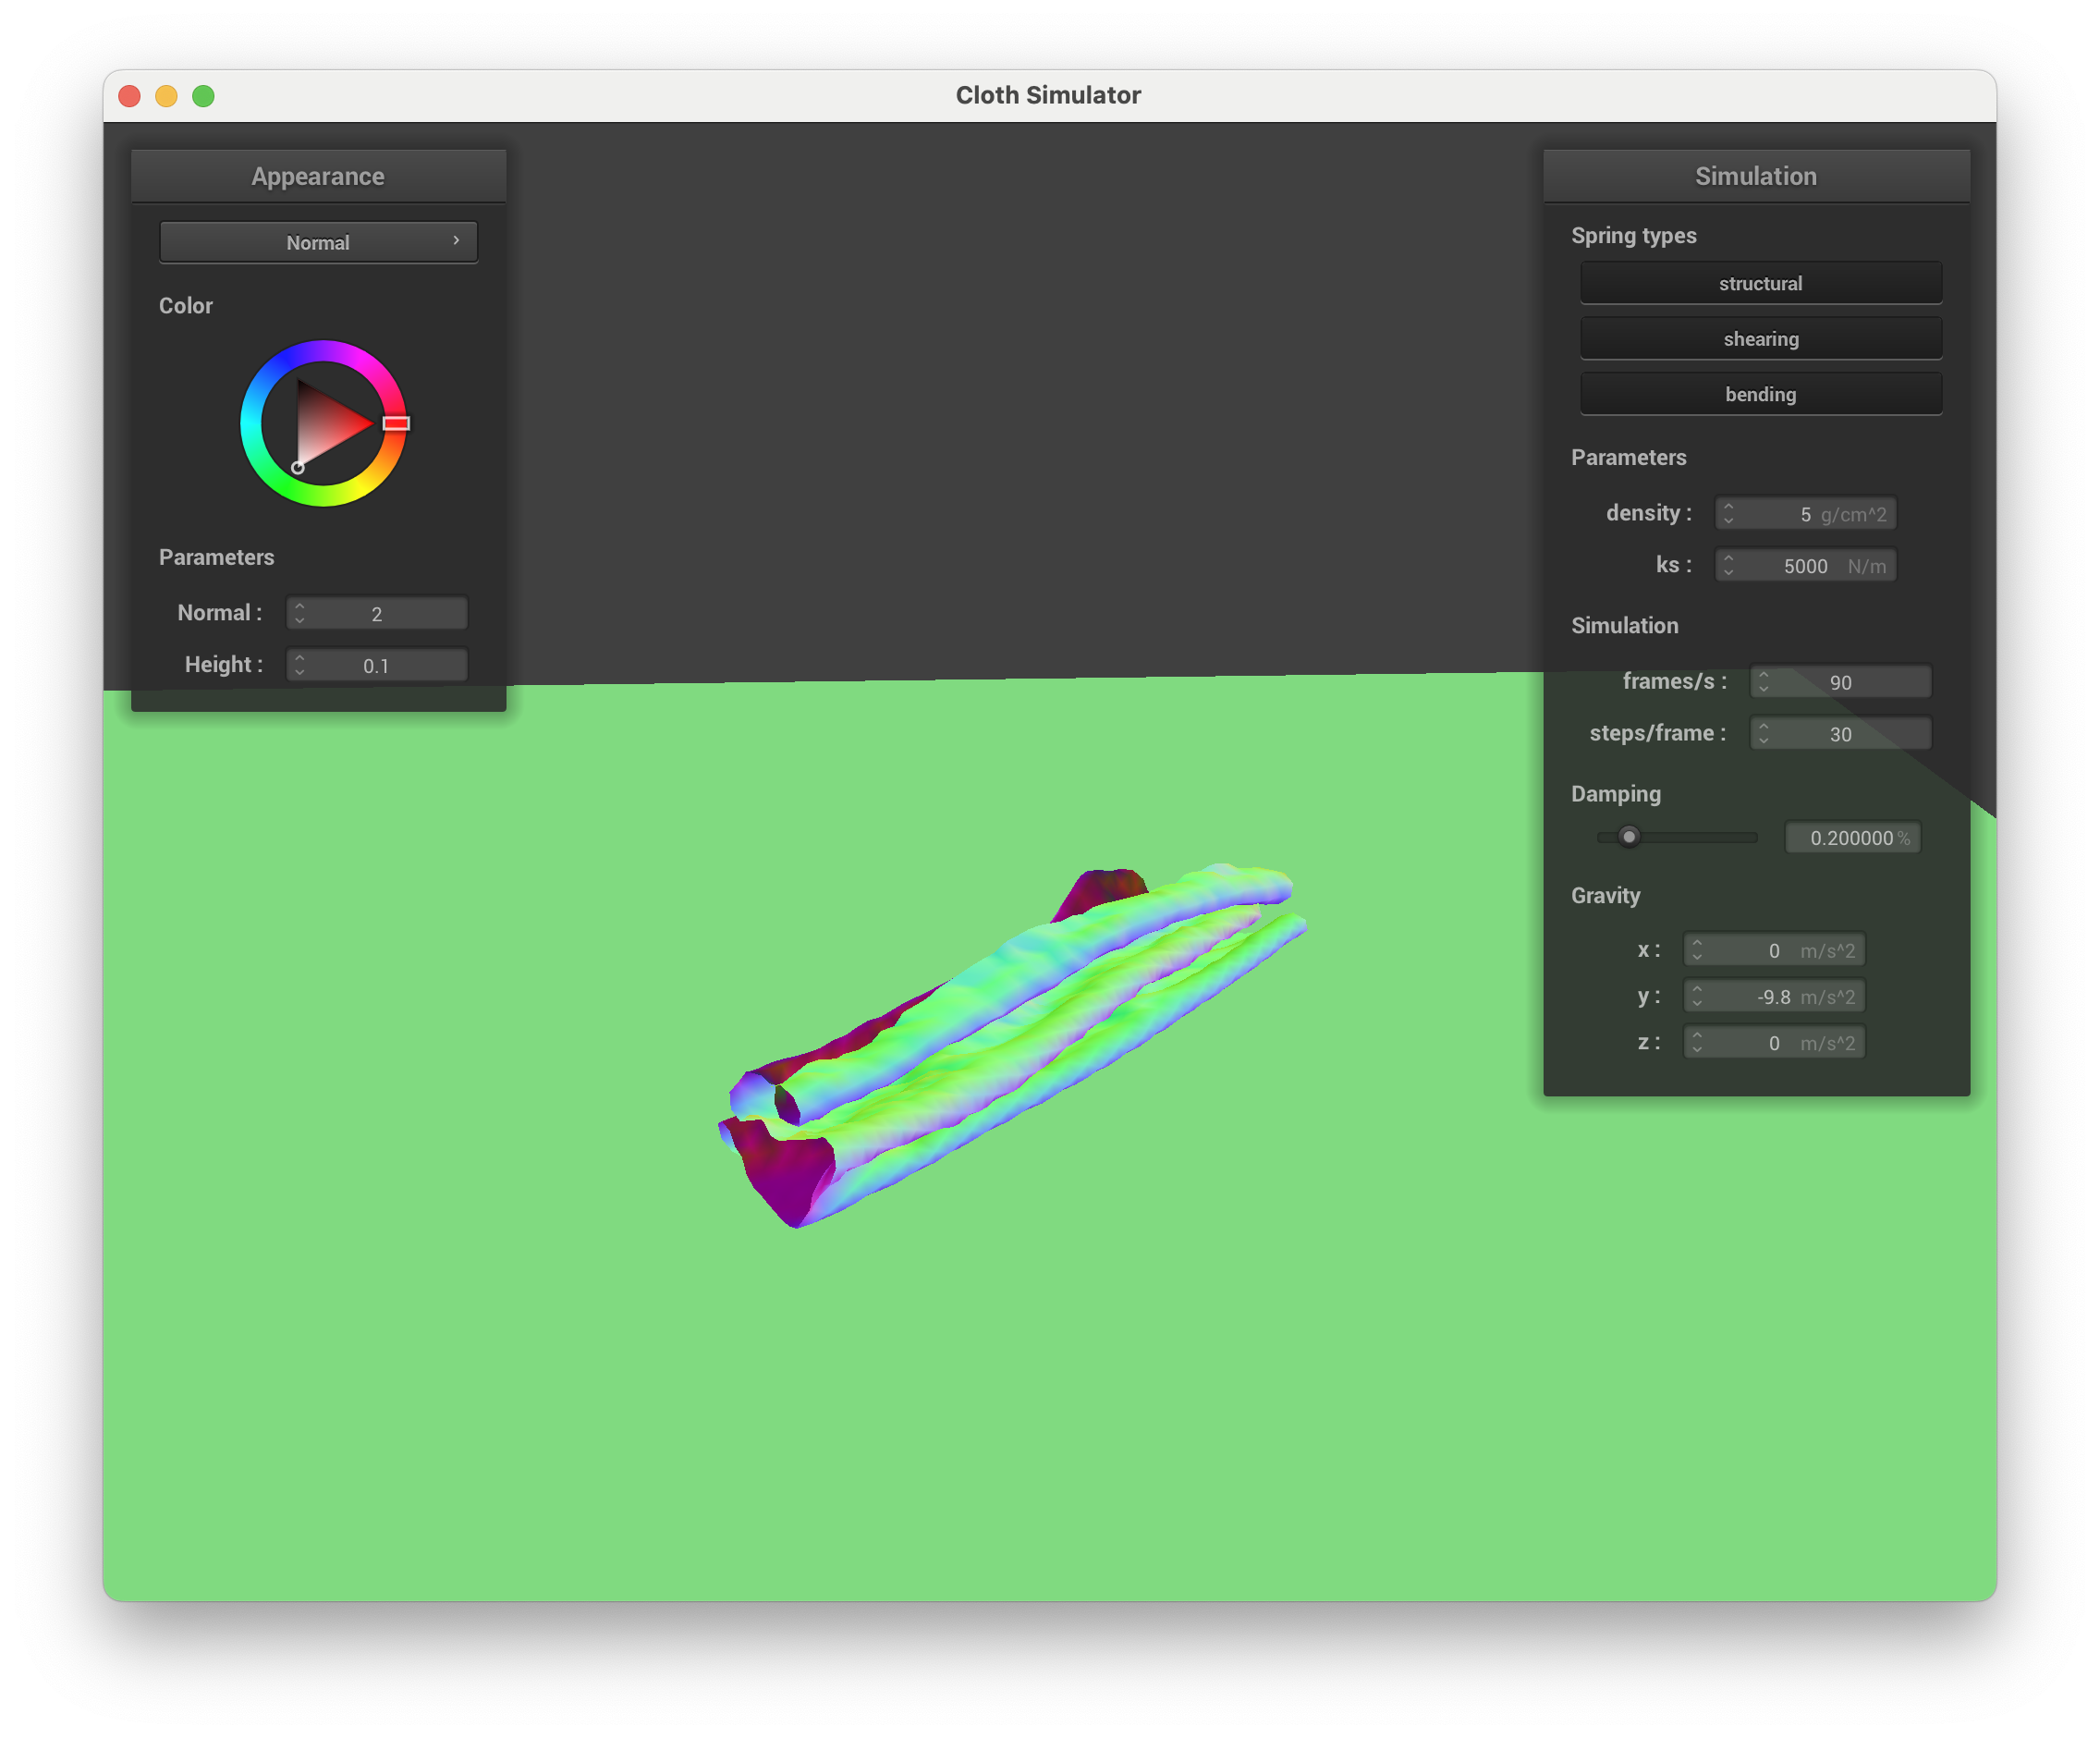 Cloth Simulator
Appearance
Normal
Color
Parameters
Normal : 2
Height : 0.1
Simulation
Spring types
structural
shearing
bending
Parameters
density : 5 g/cm^2
ks : 5000 N/m
Simulation
frames/s : 90
steps/frame : 30
Damping
0.200000 %
Gravity
x : 0 m/s^2
y : -9.8 m/s^2
z : 0 m/s^2